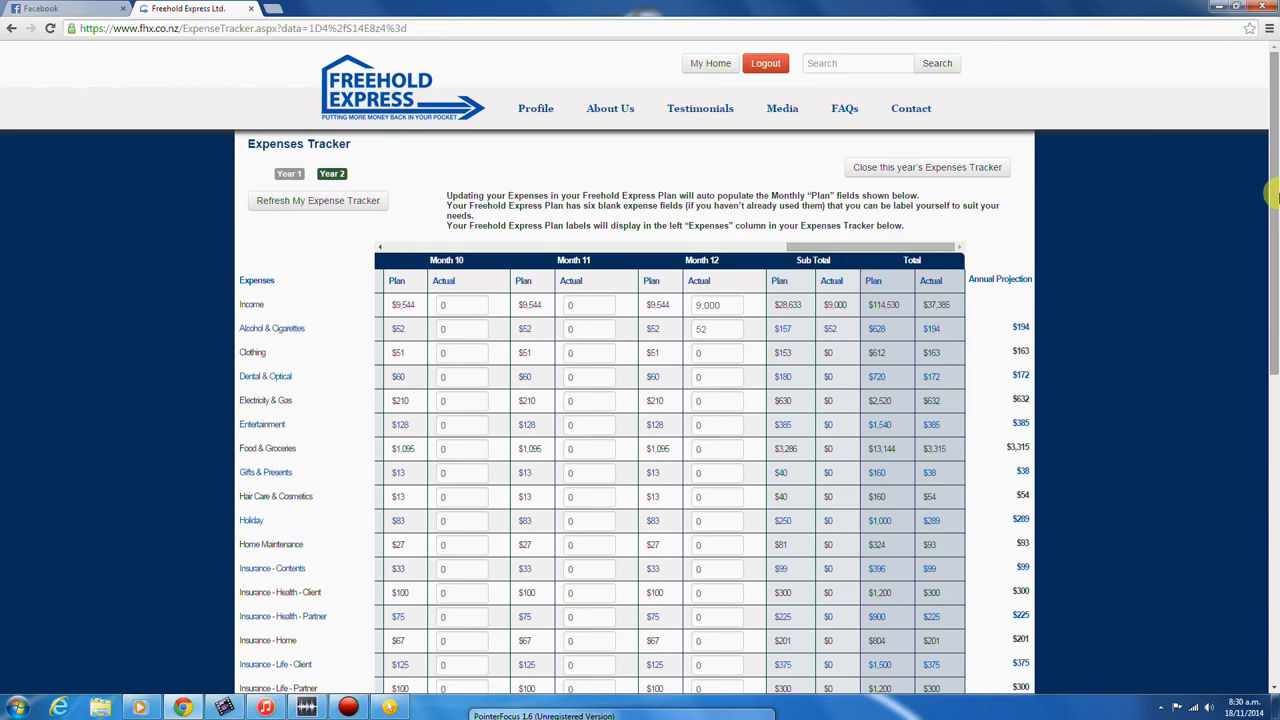 Facebook × Freehold Express Ltd. ×
https://www.fhx.co.nz/ExpenseTracker.aspx?data=1D4%2fS14E8z4%3d
My Home Logout Search Search
FREEHOLD
EXPRESS
PUTTING MORE MONEY BACK IN YOUR POCKET
Profile About Us Testimonials Media FAQs Contact
Expenses Tracker
Year 1 Year 2 Close this year's Expenses Tracker
Refresh My Expense Tracker
Updating your Expenses in your Freehold Express Plan will auto populate the Monthly “Plan” fields shown below.
Your Freehold Express Plan has six blank expense fields (if you haven’t already used them) that you can be label yourself to suit your
needs.
Your Freehold Express Plan labels will display in the left “Expenses” column in your Expenses Tracker below.
Month 10 Month 11 Month 12 Sub Total Total
Expenses Plan Actual Plan Actual Plan Actual Plan Actual Plan Actual Annual Projection
Income $9,544 0 $9,544 0 $9,544 9,000 $28,633 $9,000 $114,530 $37,385
Alcohol & Cigarettes $52 0 $52 0 $52 52 $157 $52 $628 $194 $194
Clothing $51 0 $51 0 $51 0 $153 $0 $612 $163 $163
Dental & Optical $60 0 $60 0 $60 0 $180 $0 $720 $172 $172
Electricity & Gas $210 0 $210 0 $210 0 $630 $0 $2,520 $632 $632
Entertainment $128 0 $128 0 $128 0 $385 $0 $1,540 $385 $385
Food & Groceries $1,095 0 $1,095 0 $1,095 0 $3,286 $0 $13,144 $3,315 $3,315
Gifts & Presents $13 0 $13 0 $13 0 $40 $0 $160 $38 $38
Hair Care & Cosmetics $13 0 $13 0 $13 0 $40 $0 $160 $54 $54
Holiday $83 0 $83 0 $83 0 $250 $0 $1,000 $289 $289
Home Maintenance $27 0 $27 0 $27 0 $81 $0 $324 $93 $93
Insurance - Contents $33 0 $33 0 $33 0 $99 $0 $396 $99 $99
Insurance - Health - Client $100 0 $100 0 $100 0 $300 $0 $1,200 $300 $300
Insurance - Health - Partner $75 0 $75 0 $75 0 $225 $0 $900 $225 $225
Insurance - Home $67 0 $67 0 $67 0 $201 $0 $804 $201 $201
Insurance - Life - Client $125 0 $125 0 $125 0 $375 $0 $1,500 $375 $375
Insurance - Life - Partner $100 0 $100 0 $100 0 $300 $0 $1,200 $300 $300
PointerFocus 1.6 (Unregistered Version)
8:30 a.m.
18/11/2014